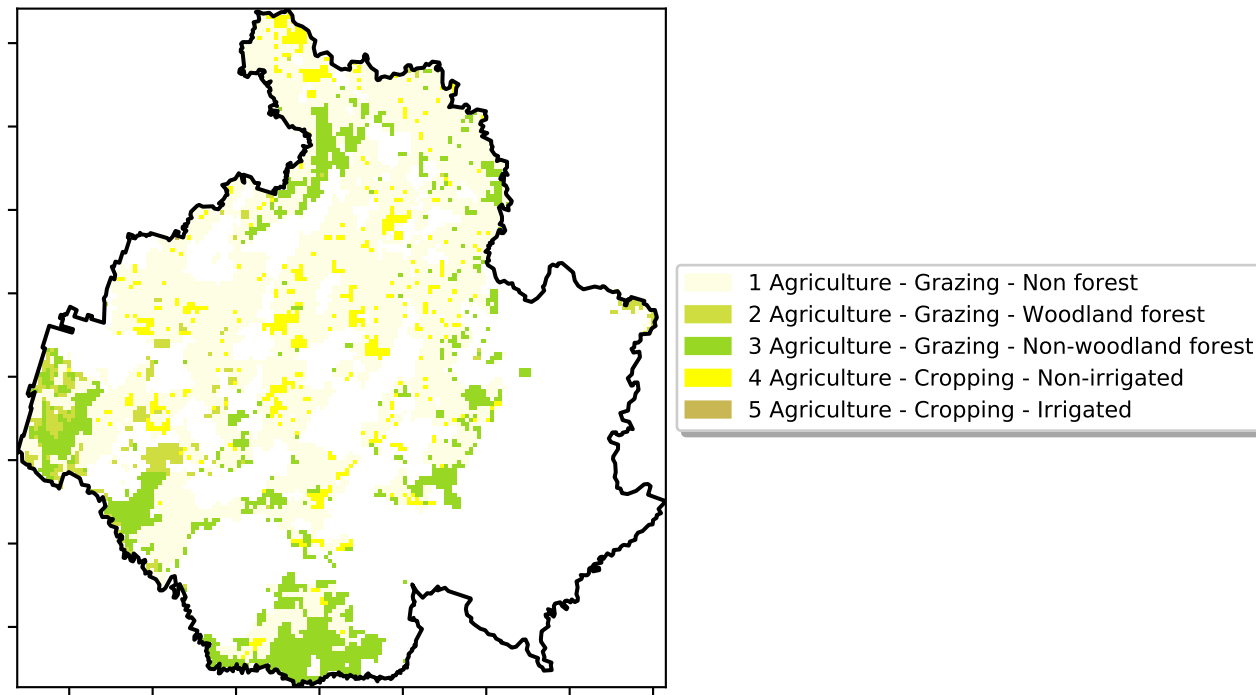 1 Agriculture - Grazing - Non forest
2 Agriculture - Grazing - Woodland forest
3 Agriculture - Grazing - Non-woodland forest
4 Agriculture - Cropping - Non-irrigated
5 Agriculture - Cropping - Irrigated